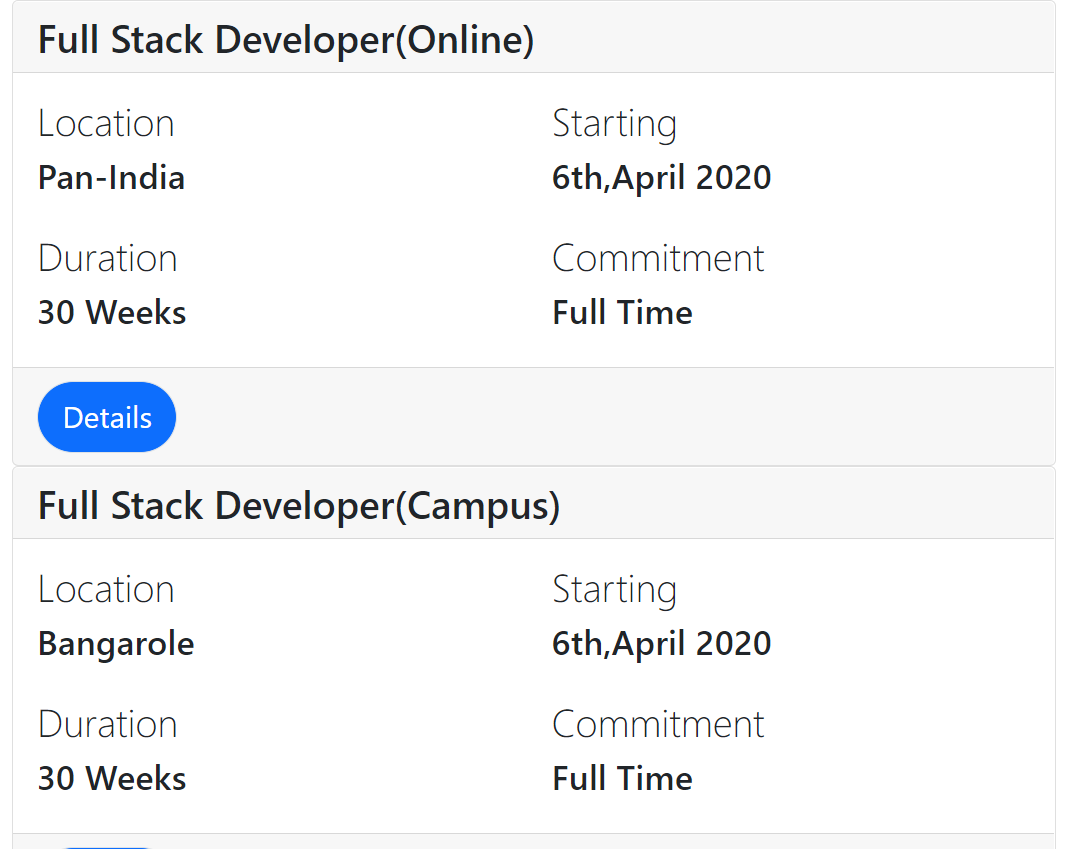 Full Stack Developer(Online)
Location
Starting
Pan-India
6th,April 2020
Duration
Commitment
30 Weeks
Full Time
Details
Full Stack Developer(Campus)
Location
Starting
Bangarole
6th,April 2020
Duration
Commitment
30 Weeks
Full Time